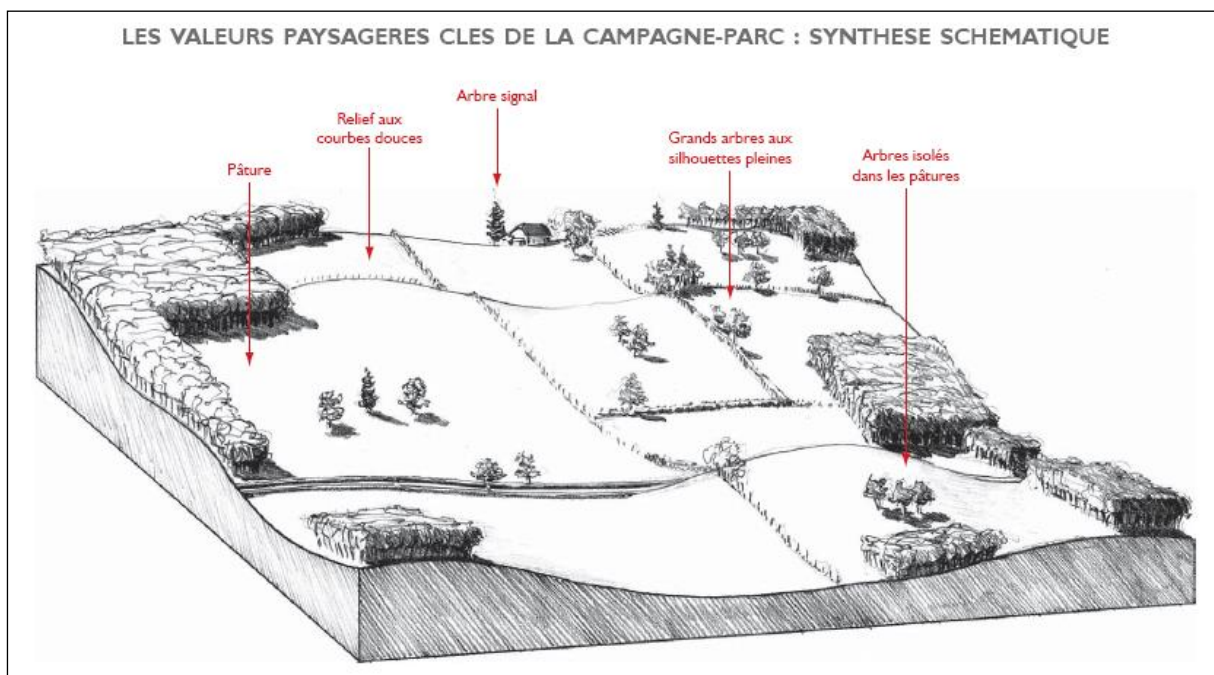 LES VALEURS PAYSAGERES CLES DE LA CAMPAGNE-PARC : SYNTHESE SCHEMATIQUE
Arbre signal
Relief aux
courbes douces
Grands arbres aux
silhouettes pleines
Arbres isolés
dans les pâtures
Pâture